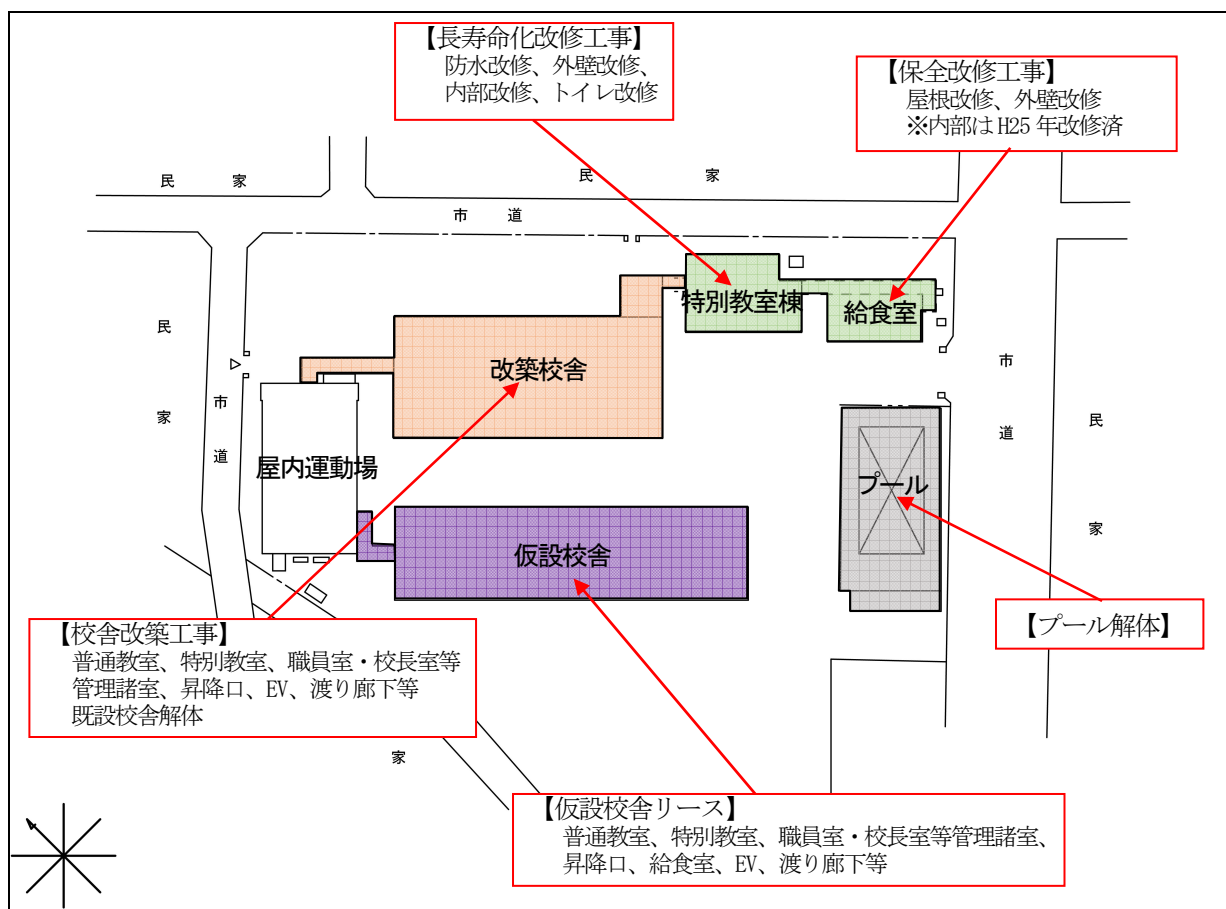 【長寿命化改修工事】
防水改修、外壁改修、
内部改修、トイレ改修
【保全改修工事】
屋根改修、外壁改修
※内部はH25年改修済
民家
民家
市道
特別教室棟
給食室
改築校舎
民家
市道
市道
民家
屋内運動場
プール
仮設校舎
【プール解体】
【校舎改築工事】
普通教室、特別教室、職員室・校長室等
管理諸室、昇降口、EV、渡り廊下等
既設校舎解体
家
【仮設校舎リース】
普通教室、特別教室、職員室・校長室等管理諸室、
昇降口、給食室、EV、渡り廊下等